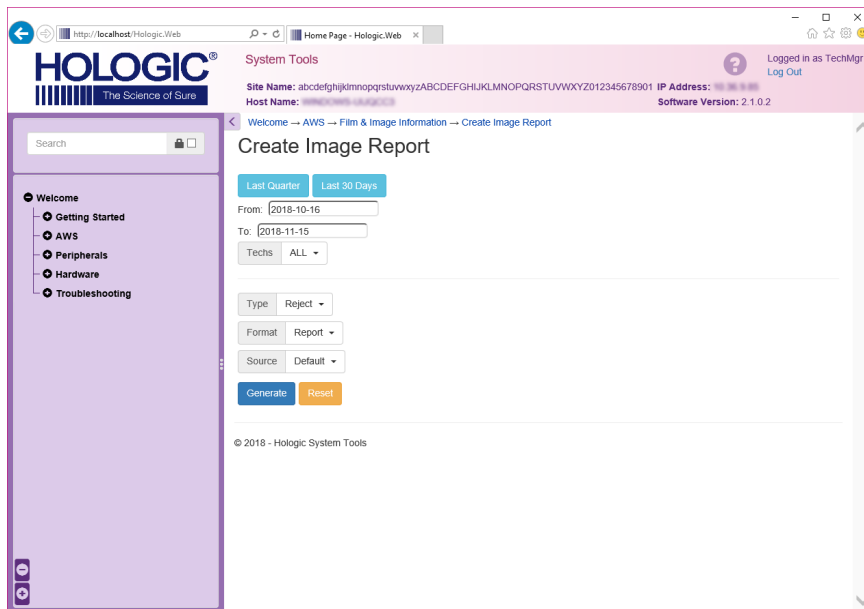 http://localhost/Hologic.Web
Home Page - Hologic.Web
HOLOGIC®
The Science of Sure
System Tools
Logged in as TechMgr
Log Out
Site Name: abcdefghijklmnopqrstuvwxyzABCDEFGHIJKLMNOPQRSTUVWXYZ012345678901 IP Address:
Host Name:
Software Version: 2.1.0.2
Search
Welcome
Getting Started
AWS
Peripherals
Hardware
Troubleshooting
Welcome → AWS → Film & Image Information → Create Image Report
Create Image Report
Last Quarter Last 30 Days
From: 2018-10-16
To: 2018-11-15
Techs ALL
Type Reject
Format Report
Source Default
Generate Reset
© 2018 - Hologic System Tools